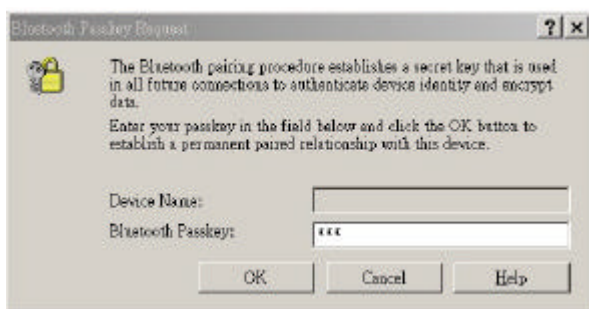 Bluetooth Passkey Request
The Bluetooth pairing procedure establishes a secret key that is used
in all future connections to authenticate device identity and encrypt
data.
Enter your passkey in the field below and click the OK button to
establish a permanent paired relationship with this device.
Device Name:
Bluetooth Passkey: ***
OK Cancel Help